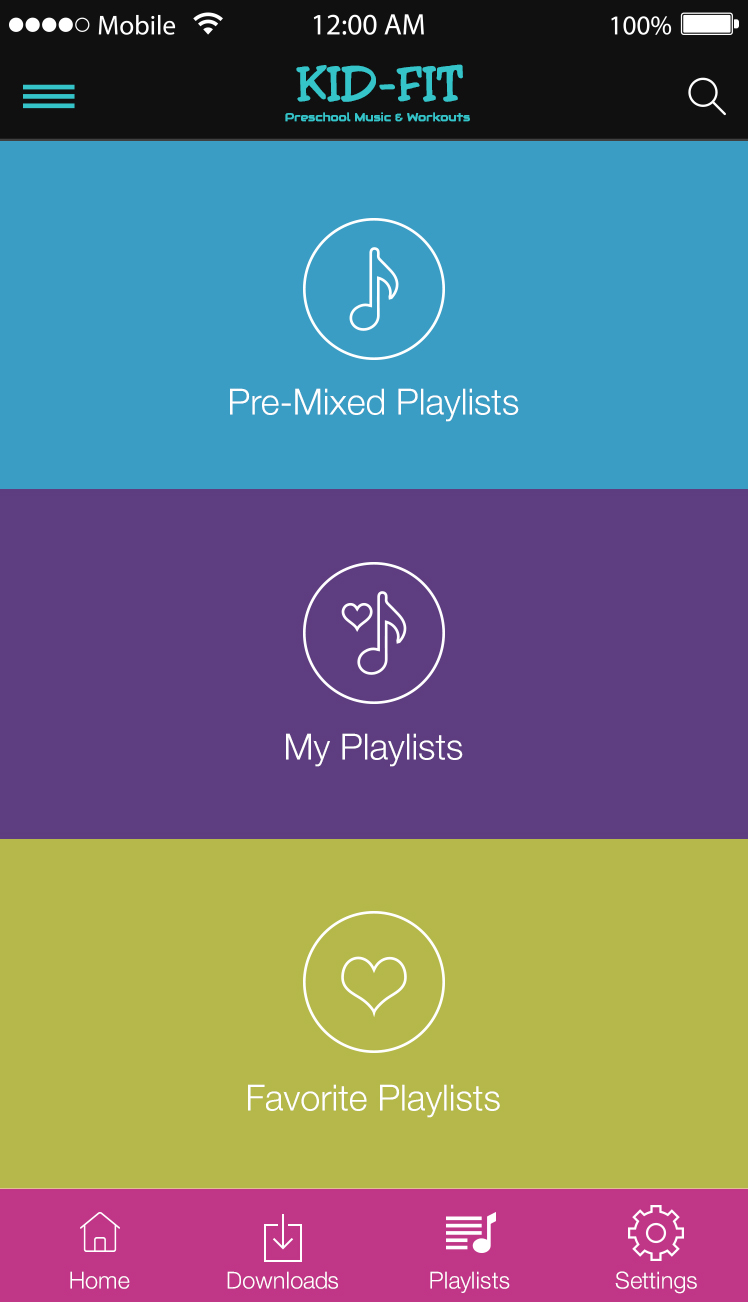 Mobile 12:00 AM 100%
KID-FIT
Preschool Music & Workouts
Pre-Mixed Playlists
My Playlists
Favorite Playlists
Home Downloads Playlists Settings